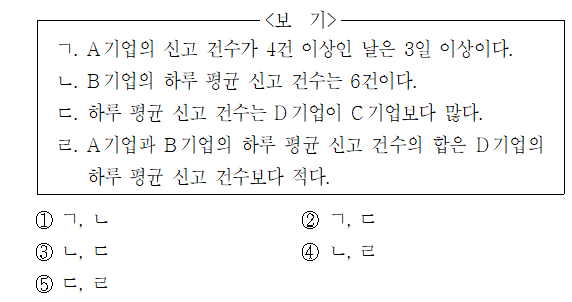 <보 기>
ㄱ. A기업의 신고 건수가 4건 이상인 날은 3일 이상이다.
ㄴ. B기업의 하루 평균 신고 건수는 6건이다.
ㄷ. 하루 평균 신고 건수는 D기업이 C기업보다 많다.
ㄹ. A기업과 B기업의 하루 평균 신고 건수의 합은 D기업의
하루 평균 신고 건수보다 적다.
① ㄱ, ㄴ ② ㄱ, ㄷ
③ ㄴ, ㄷ ④ ㄴ, ㄹ
⑤ ㄷ, ㄹ